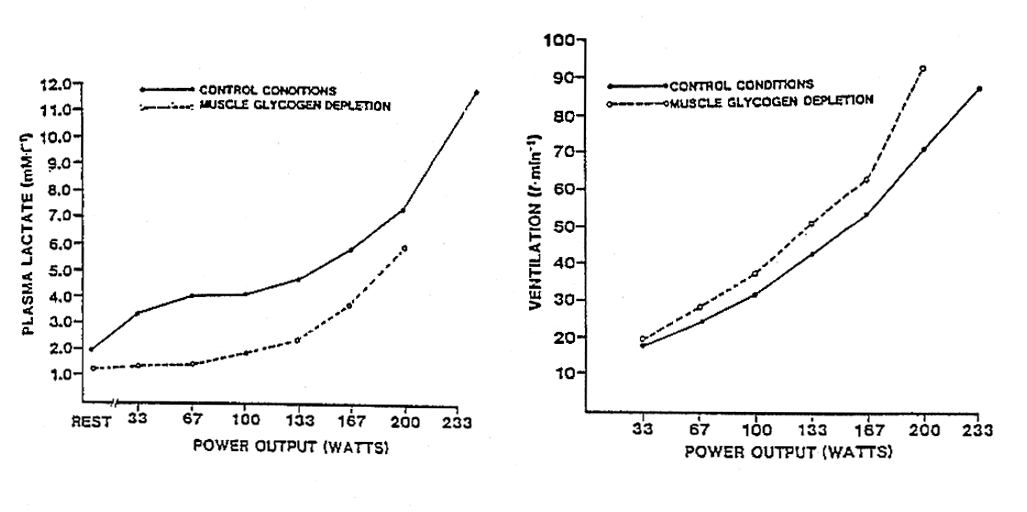 12.0
CONTROL CONDITIONS
MUSCLE GLYCOGEN DEPLETION
11.0
10.0
9.0
8.0
7.0
6.0
5.0
4.0
3.0
2.0
1.0
PLASMA LACTATE (mM·l⁻¹)
REST 33 67 100 133 167 200 233
POWER OUTPUT (WATTS)
100
90
CONTROL CONDITIONS
MUSCLE GLYCOGEN DEPLETION
80
70
60
50
40
30
20
10
VENTILATION (ℓ·min⁻¹)
33 67 100 133 167 200 233
POWER OUTPUT (WATTS)